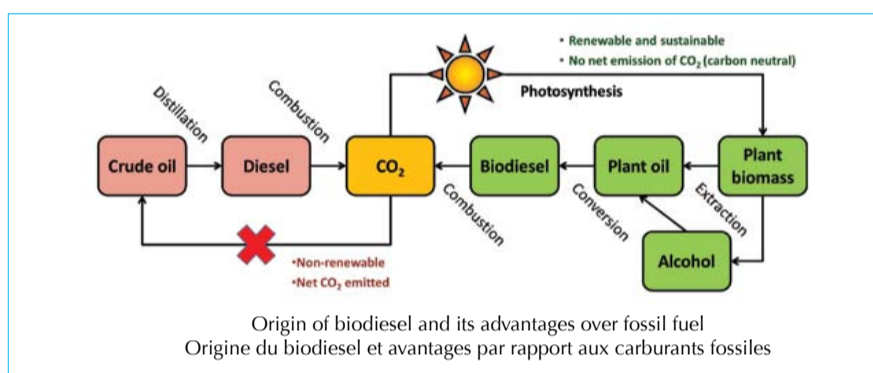 • Renewable and sustainable
• No net emission of CO₂ (carbon neutral)
Photosynthesis
Distillation
Combustion
Crude oil
Diesel
CO₂
Biodiesel
Plant oil
Plant
biomass
Combustion
Conversion
Extraction
Alcohol
•Non-renewable
•Net CO₂ emitted
Origin of biodiesel and its advantages over fossil fuel
Origine du biodiesel et avantages par rapport aux carburants fossiles